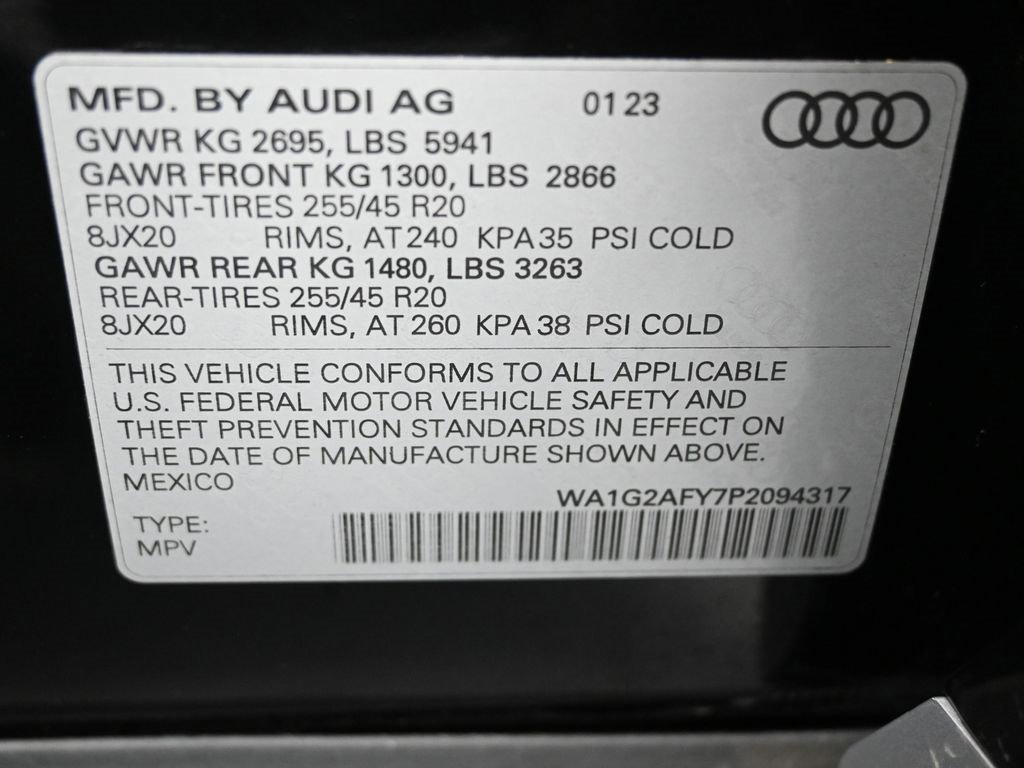 MFD. BY AUDI AG 01 23
GVWR KG 2695, LBS 5941
GAWR FRONT KG 1300, LBS 2866
FRONT-TIRES 255/45 R20
8JX20 RIMS, AT 240 KPA 35 PSI COLD
GAWR REAR KG 1480, LBS 3263
REAR-TIRES 255/45 R20
8JX20 RIMS, AT 260 KPA 38 PSI COLD
THIS VEHICLE CONFORMS TO ALL APPLICABLE
U.S. FEDERAL MOTOR VEHICLE SAFETY AND
THEFT PREVENTION STANDARDS IN EFFECT ON
THE DATE OF MANUFACTURE SHOWN ABOVE.
MEXICO
WA1G2AFY7P2094317
TYPE:
MPV